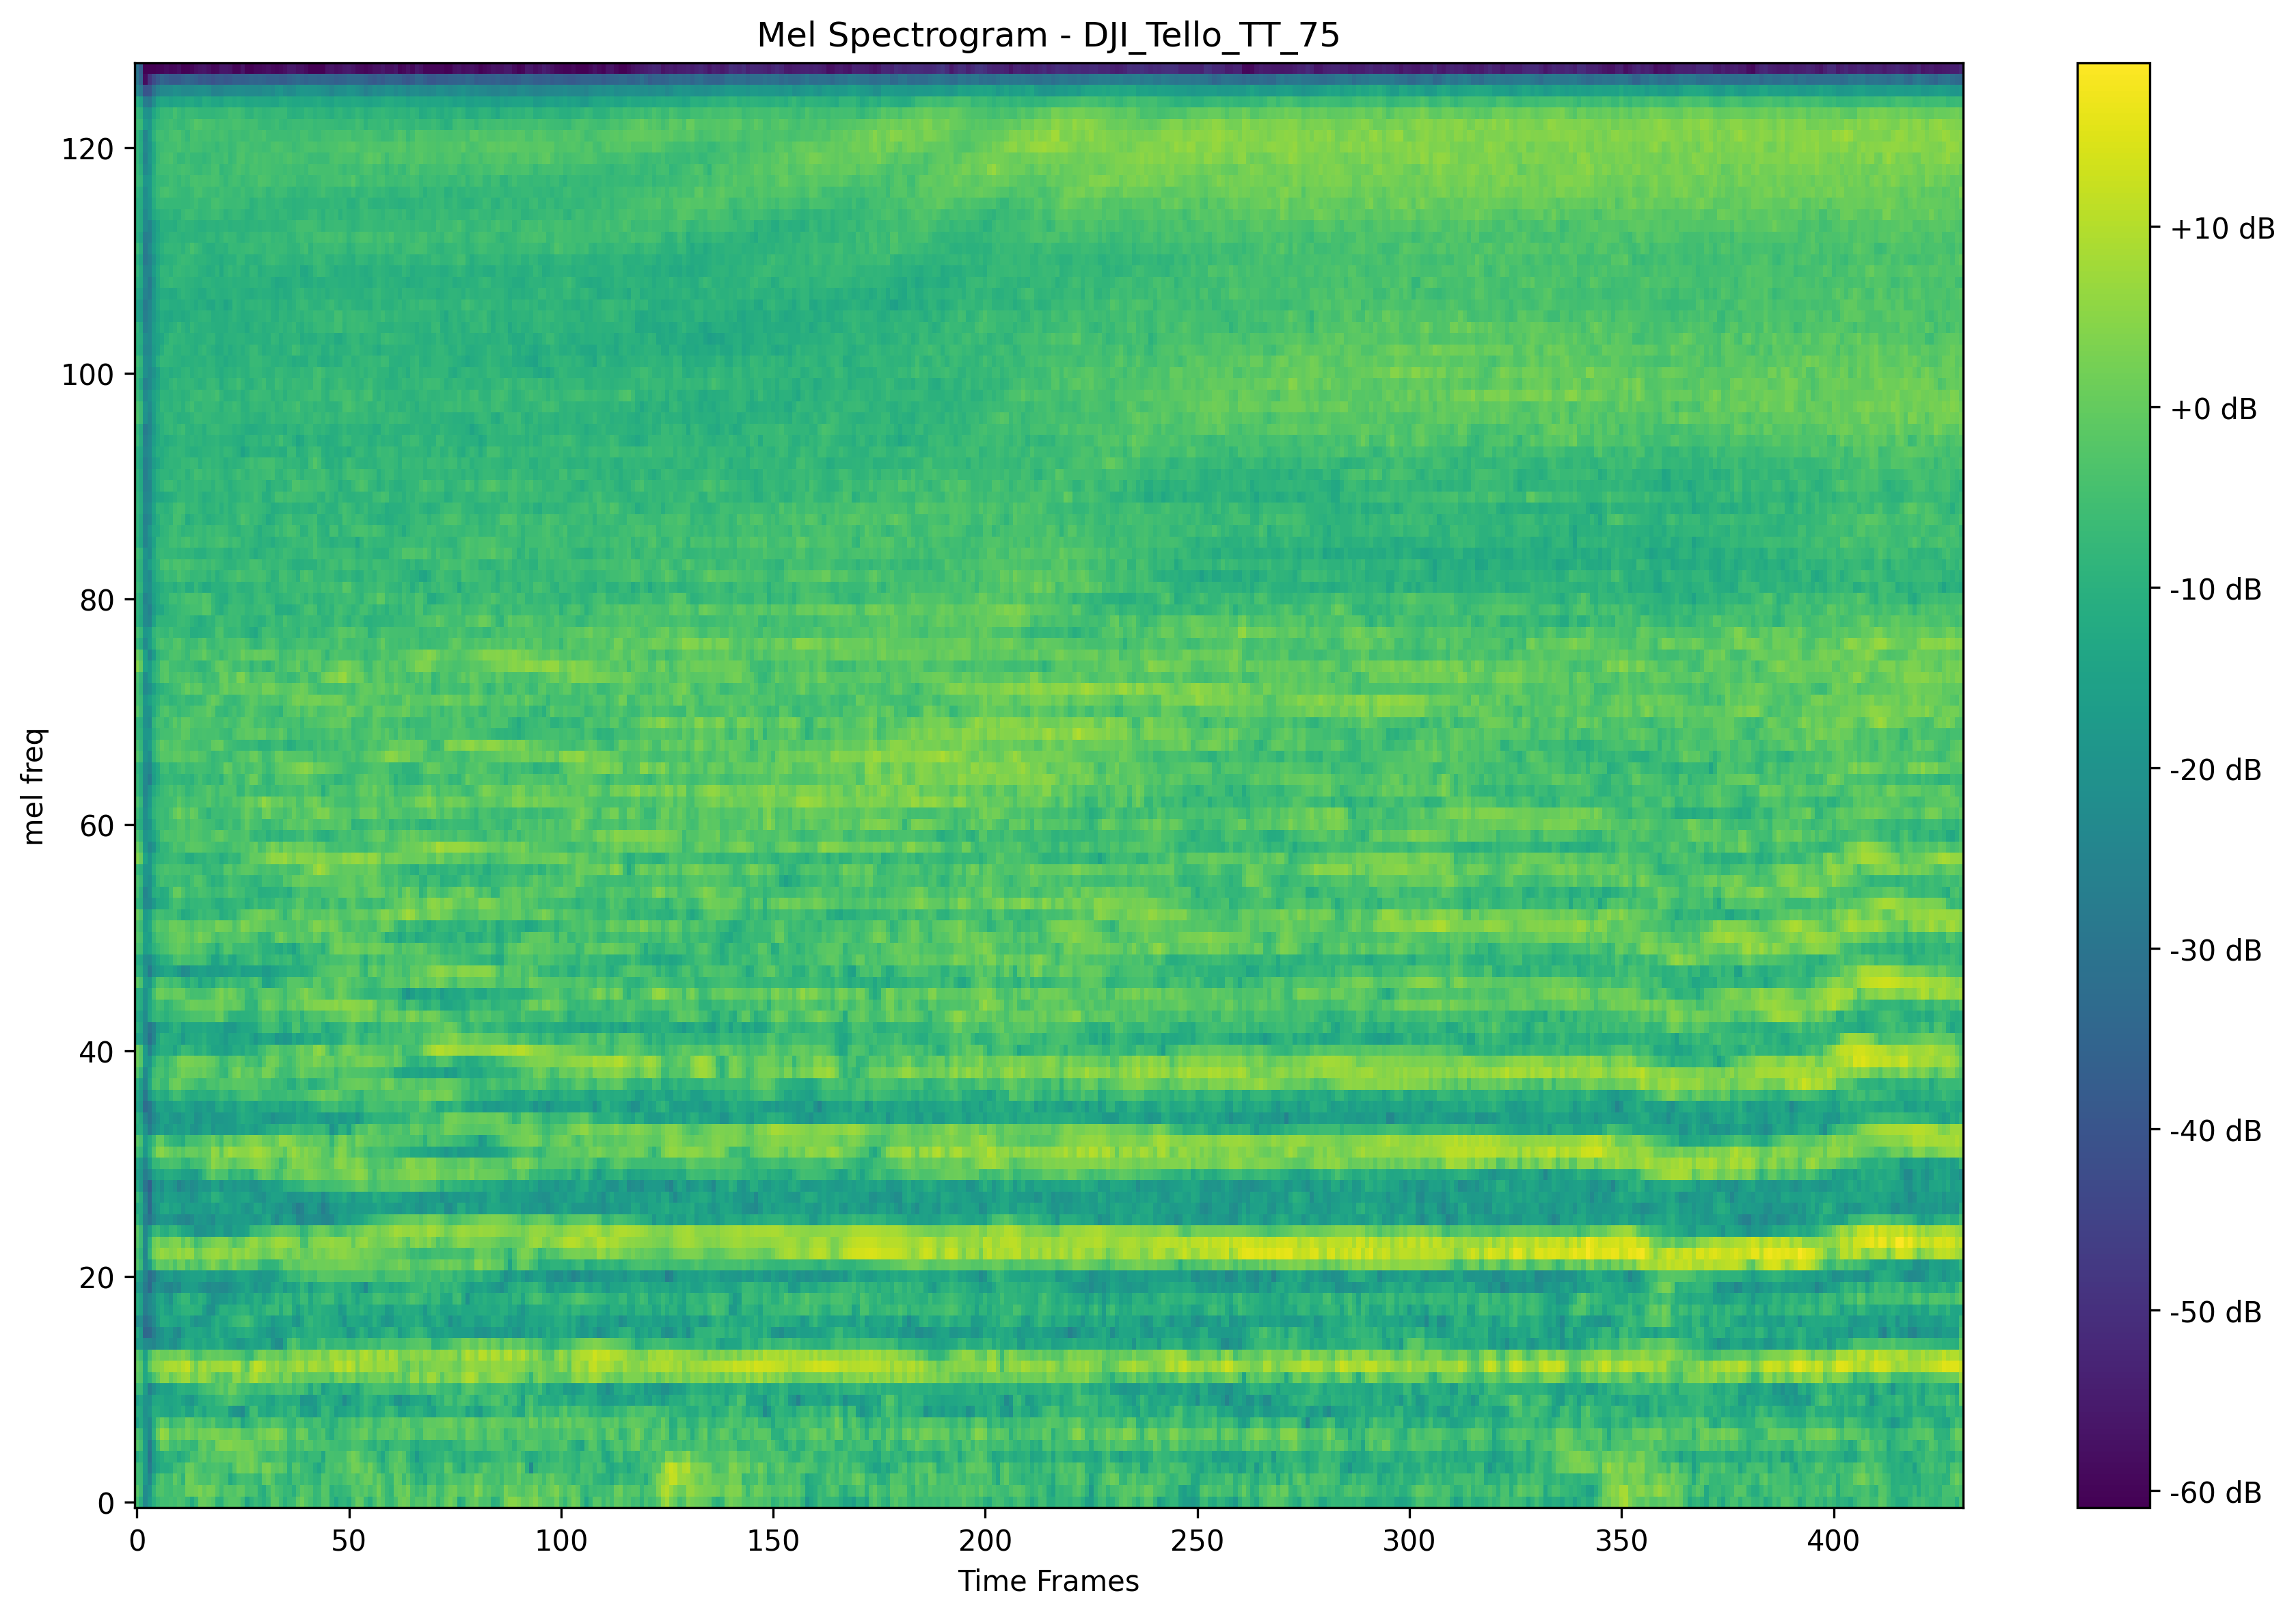 Mel Spectrogram - DJI_Tello_TT_75
mel freq
120
100
80
60
40
20
0
0 50 100 150 200 250 300 350 400
Time Frames
+10 dB
+0 dB
-10 dB
-20 dB
-30 dB
-40 dB
-50 dB
-60 dB